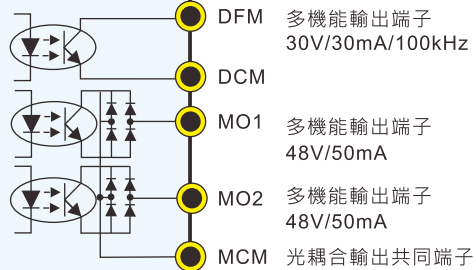 DFM 多機能輸出端子
30V/30mA/100kHz
DCM
MO1 多機能輸出端子
48V/50mA
MO2 多機能輸出端子
48V/50mA
MCM 光耦合輸出共同端子